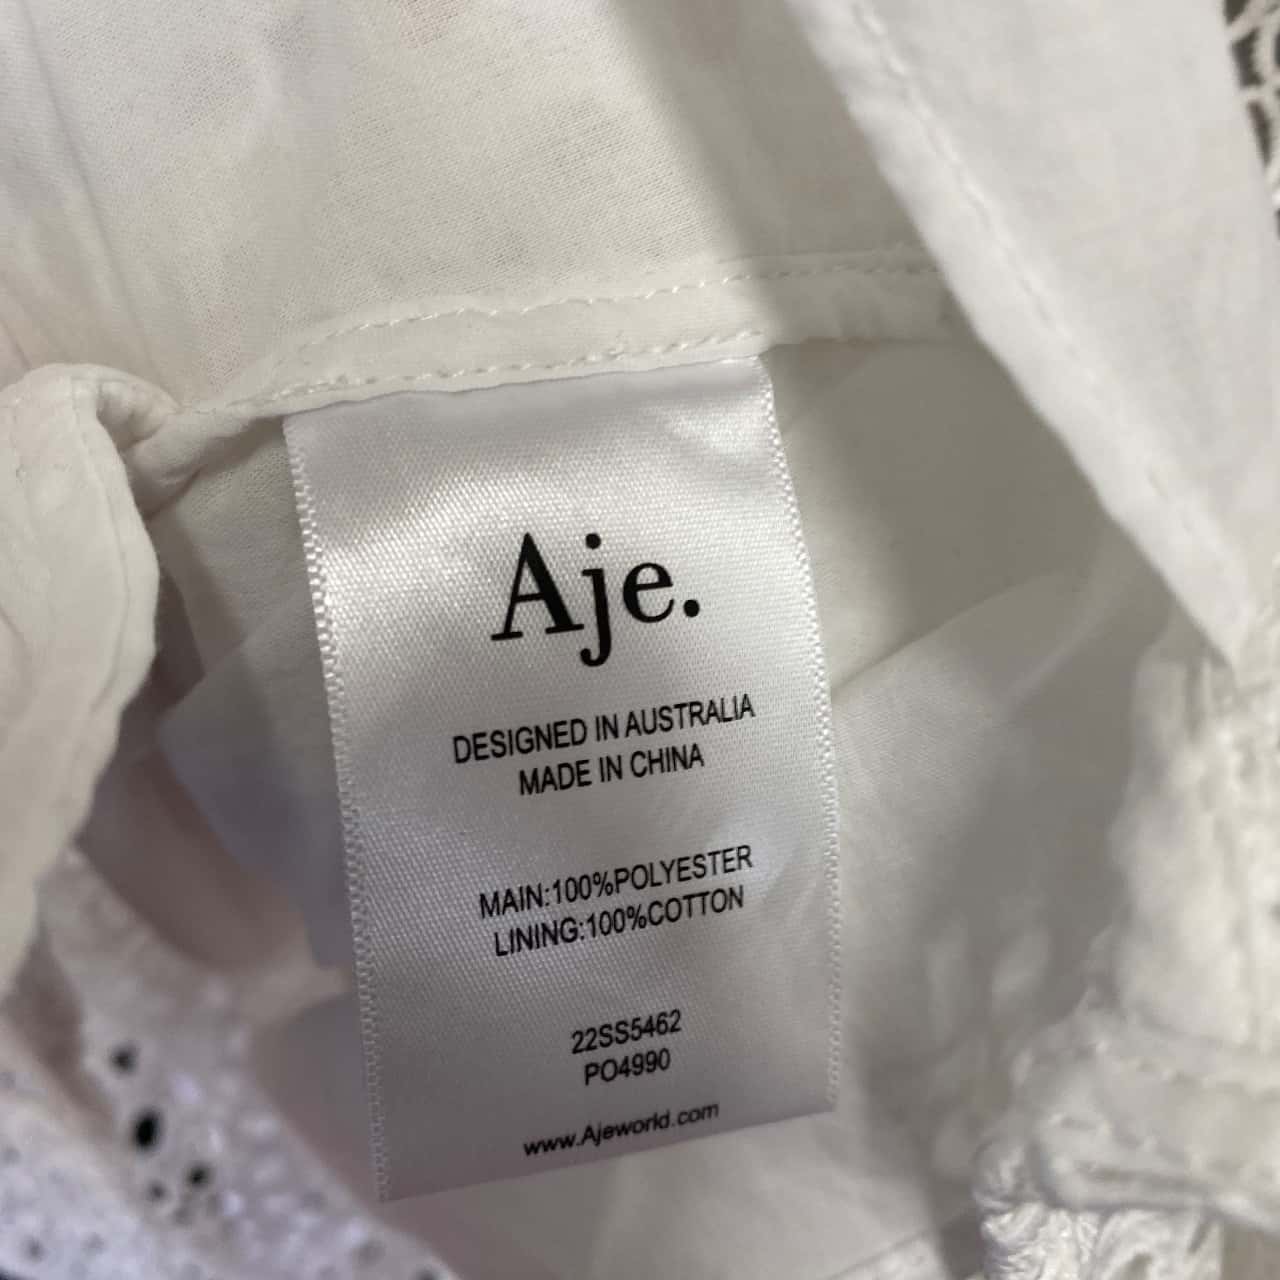 Aje.
DESIGNED IN AUSTRALIA
MADE IN CHINA
MAIN:100%POLYESTER
LINING:100%COTTON
22SS5462
PO4990
www.Ajeworld.com